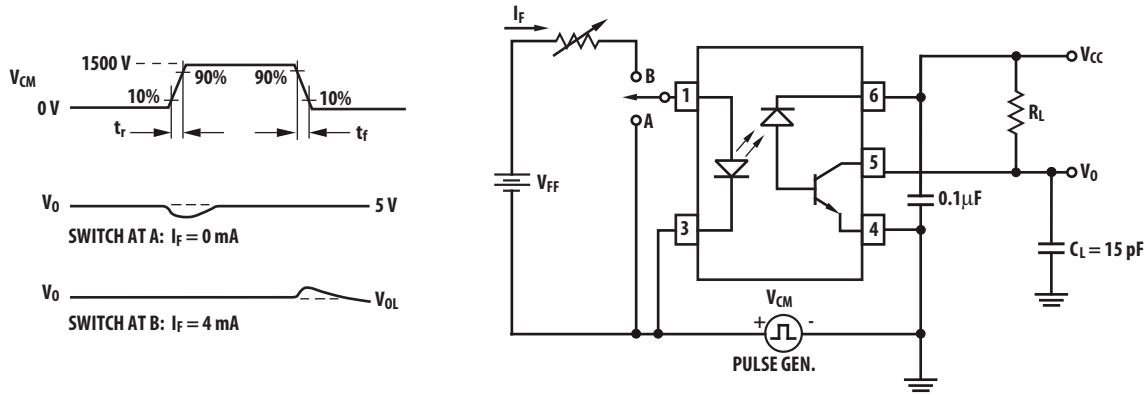 1500 V
V_CM
90%
90%
10%
10%
0 V
t_r
t_f
V_O
5 V
SWITCH AT A: I_F = 0 mA
V_O
V_OL
SWITCH AT B: I_F = 4 mA
I_F
B
A
V_FF
1
3
6
5
4
V_CC
R_L
V_O
0.1μF
C_L = 15 pF
V_CM
+
-
PULSE GEN.